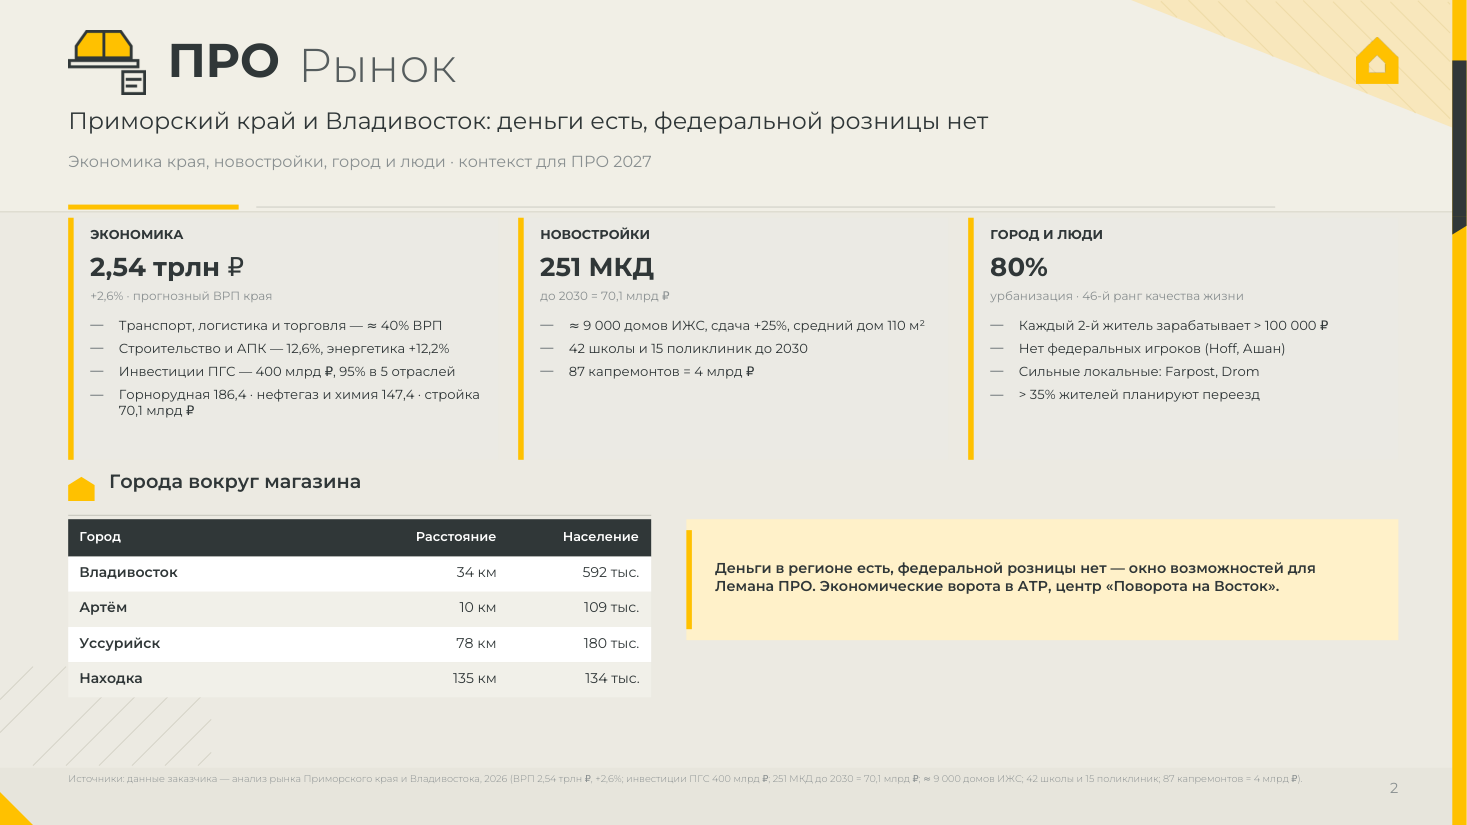 ПРО Рынок
Приморский край и Владивосток: деньги есть, федеральной розницы нет
Экономика края, новостройки, город и люди · контекст для ПРО 2027
ЭКОНОМИКА
2,54 трлн ₽
+2,6% · прогнозный ВРП края
— Транспорт, логистика и торговля — ≈ 40% ВРП
— Строительство и АПК — 12,6%, энергетика +12,2%
— Инвестиции ПГС — 400 млрд ₽, 95% в 5 отраслей
— Горнорудная 186,4 · нефтегаз и химия 147,4 · стройка
70,1 млрд ₽
НОВОСТРОЙКИ
251 МКД
до 2030 = 70,1 млрд ₽
— ≈ 9 000 домов ИЖС, сдача +25%, средний дом 110 м²
— 42 школы и 15 поликлиник до 2030
— 87 капремонтов = 4 млрд ₽
ГОРОД И ЛЮДИ
80%
урбанизация · 46-й ранг качества жизни
— Каждый 2-й житель зарабатывает > 100 000 ₽
— Нет федеральных игроков (Hoff, Ашан)
— Сильные локальные: Farpost, Drom
— > 35% жителей планируют переезд
Города вокруг магазина
Город Расстояние Население
Владивосток 34 км 592 тыс.
Артём 10 км 109 тыс.
Уссурийск 78 км 180 тыс.
Находка 135 км 134 тыс.
Деньги в регионе есть, федеральной розницы нет — окно возможностей для
Лемана ПРО. Экономические ворота в АТР, центр «Поворота на Восток».
Источники: данные заказчика — анализ рынка Приморского края и Владивостока, 2026 (ВРП 2,54 трлн ₽, +2,6%; инвестиции ПГС 400 млрд ₽; 251 МКД до 2030 = 70,1 млрд ₽; ≈ 9 000 домов ИЖС; 42 школы и 15 поликлиник; 87 капремонтов = 4 млрд ₽).
2